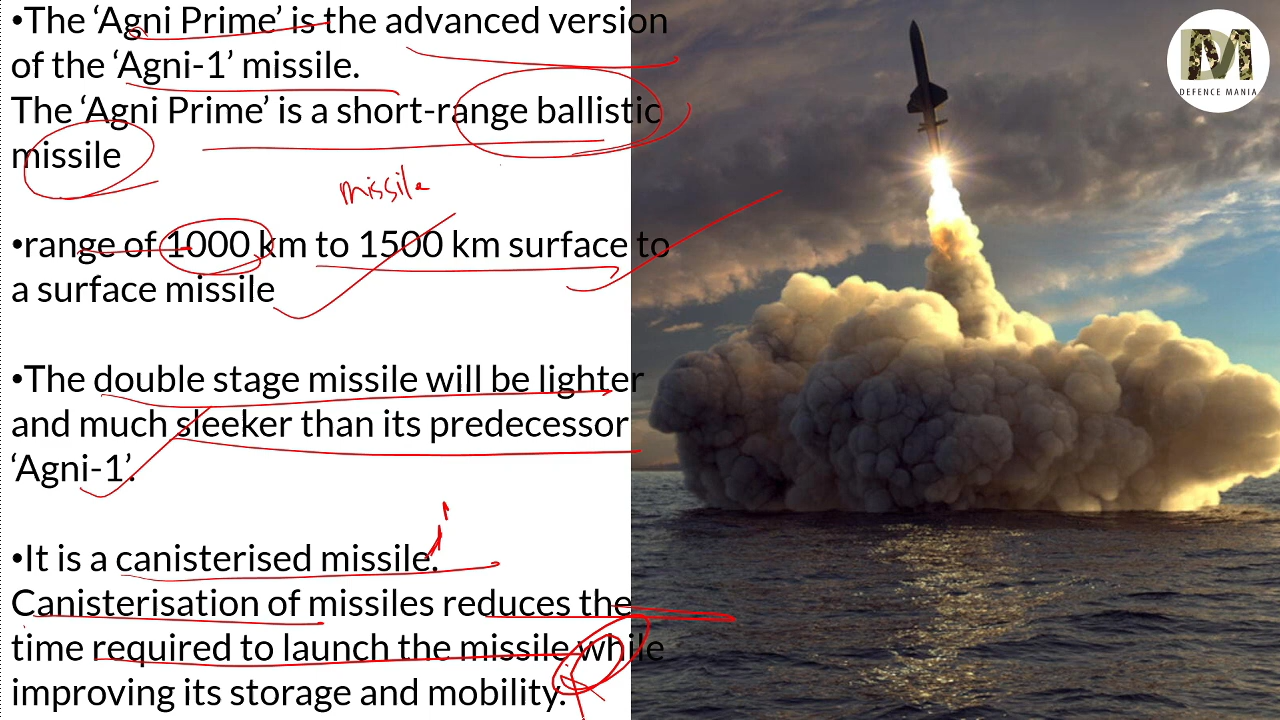 •The ‘Agni Prime’ is the advanced version
of the ‘Agni-1’ missile.
The ‘Agni Prime’ is a short-range ballistic
missile
missile
•range of 1000 km to 1500 km surface to
a surface missile
•The double stage missile will be lighter
and much sleeker than its predecessor
‘Agni-1’.
•It is a canisterised missile.
Canisterisation of missiles reduces the
time required to launch the missile while
improving its storage and mobility.
DM
DEFENCE MANIA